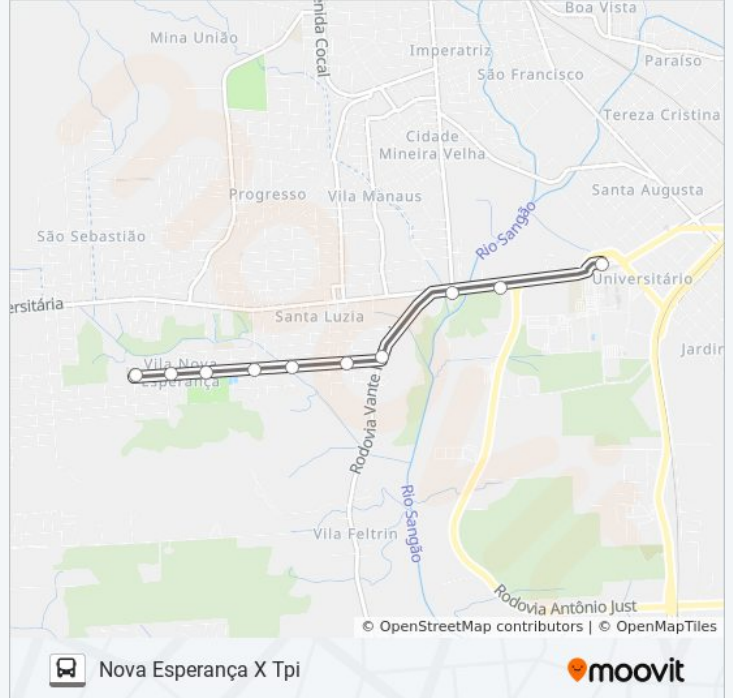 Boa Vista
Mina União
enida Cocal
Imperatriz
São Francisco
Paraíso
Tereza Cristina
Cidade
Mineira Velha
Santa Augusta
Progresso
Vila Manaus
São Sebastião
Rio Sangão
Universitário
ersitária
Santa Luzia
Jardin
Vila Nova
Esperança
Rodovia Vante
Rio Sangão
Vila Feltrin
Rodovia Antônio Just
© OpenStreetMap contributors | © OpenMapTiles
Nova Esperança X Tpi
moovit